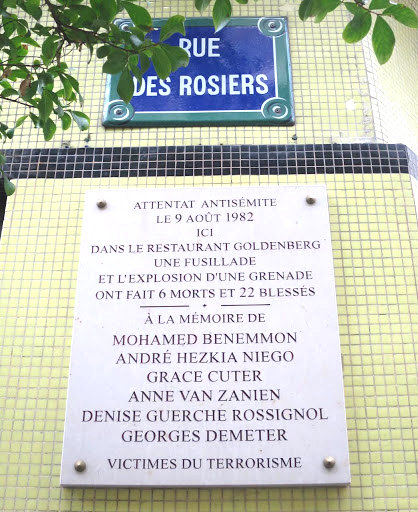 RUE
DES ROSIERS
ATTENTAT ANTISÉMITE
LE 9 AOÛT 1982
ICI
DANS LE RESTAURANT GOLDENBERG
UNE FUSILLADE
ET L'EXPLOSION D'UNE GRENADE
ONT FAIT 6 MORTS ET 22 BLESSÉS
À LA MÉMOIRE DE
MOHAMED BENEMMON
ANDRÉ HEZKIA NIEGO
GRACE CUTER
ANNE VAN ZANIEN
DENISE GUERCHE ROSSIGNOL
GEORGES DEMETER
VICTIMES DU TERRORISME